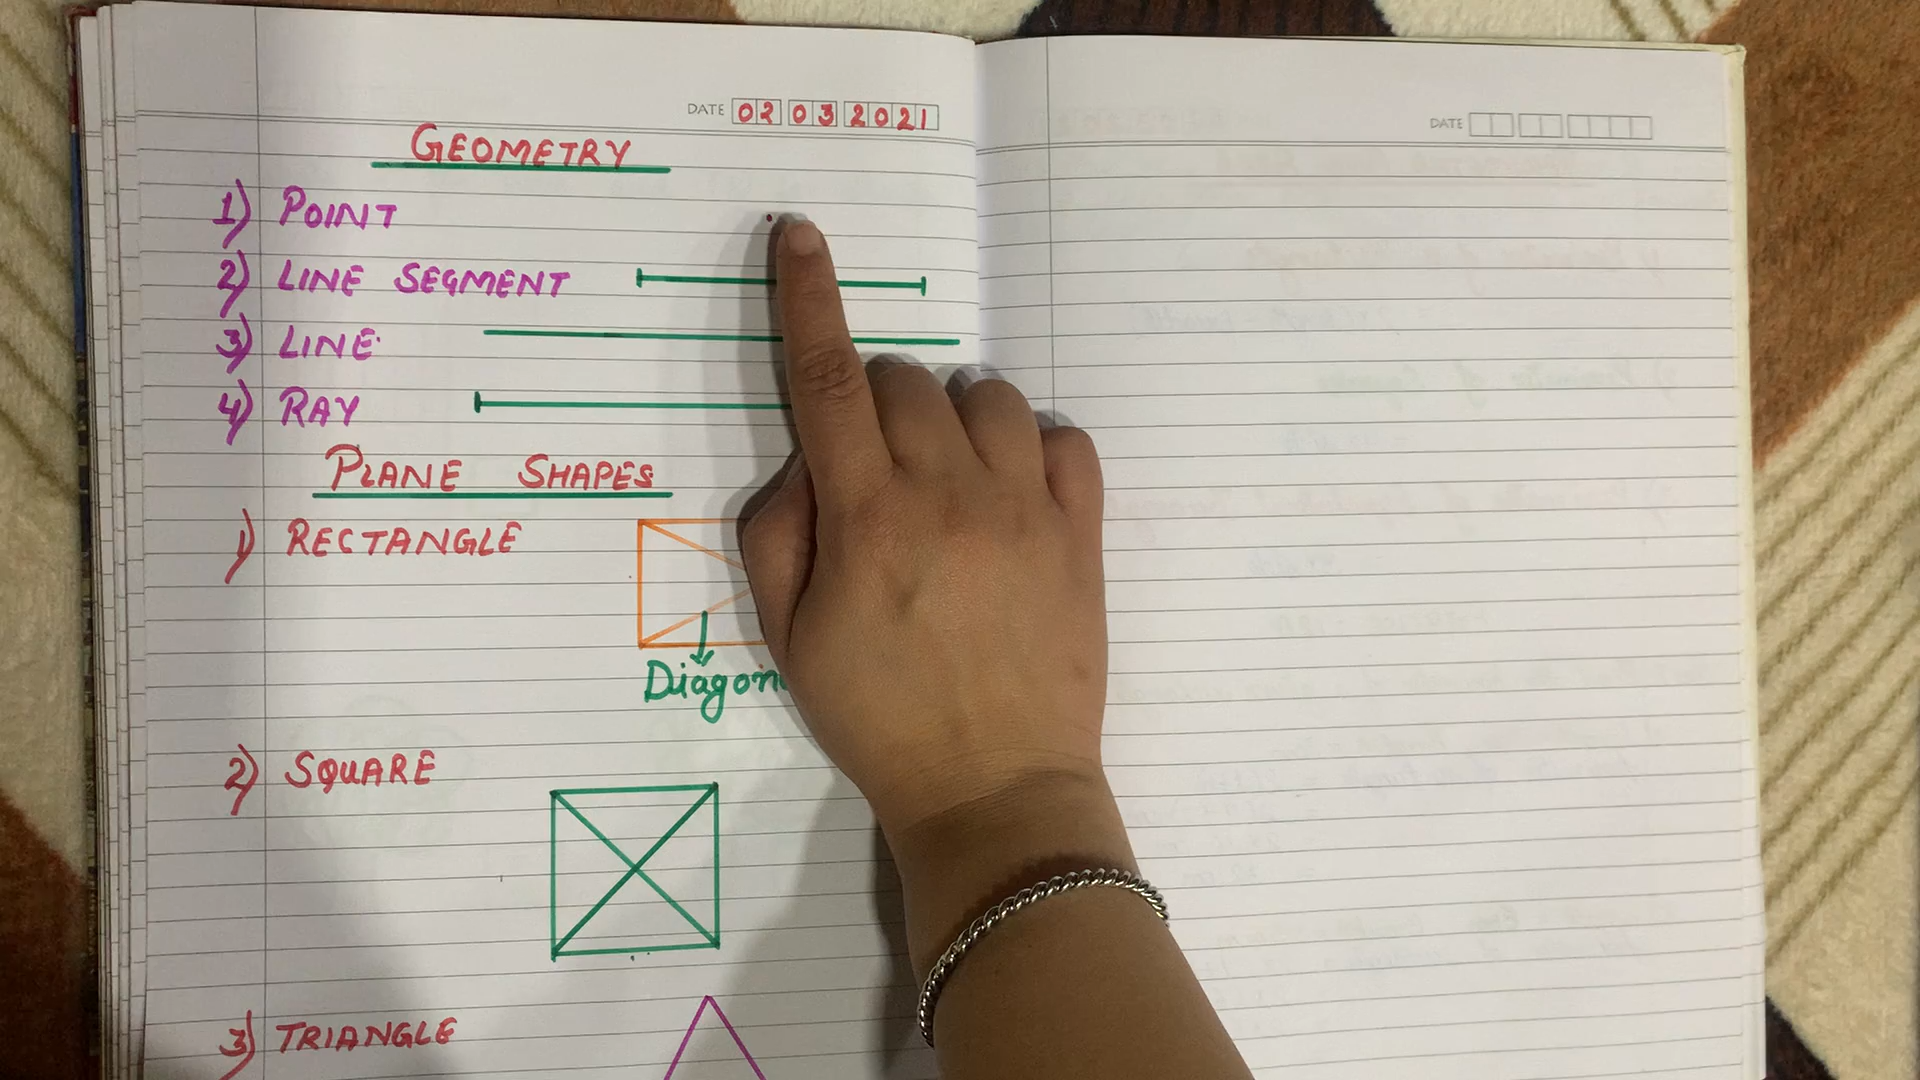 DATE 02 03 2021
GEOMETRY
1) POINT
2) LINE SEGMENT
3) LINE
4) RAY
PLANE SHAPES
1) RECTANGLE
Diagon
2) SQUARE
3) TRIANGLE
DATE